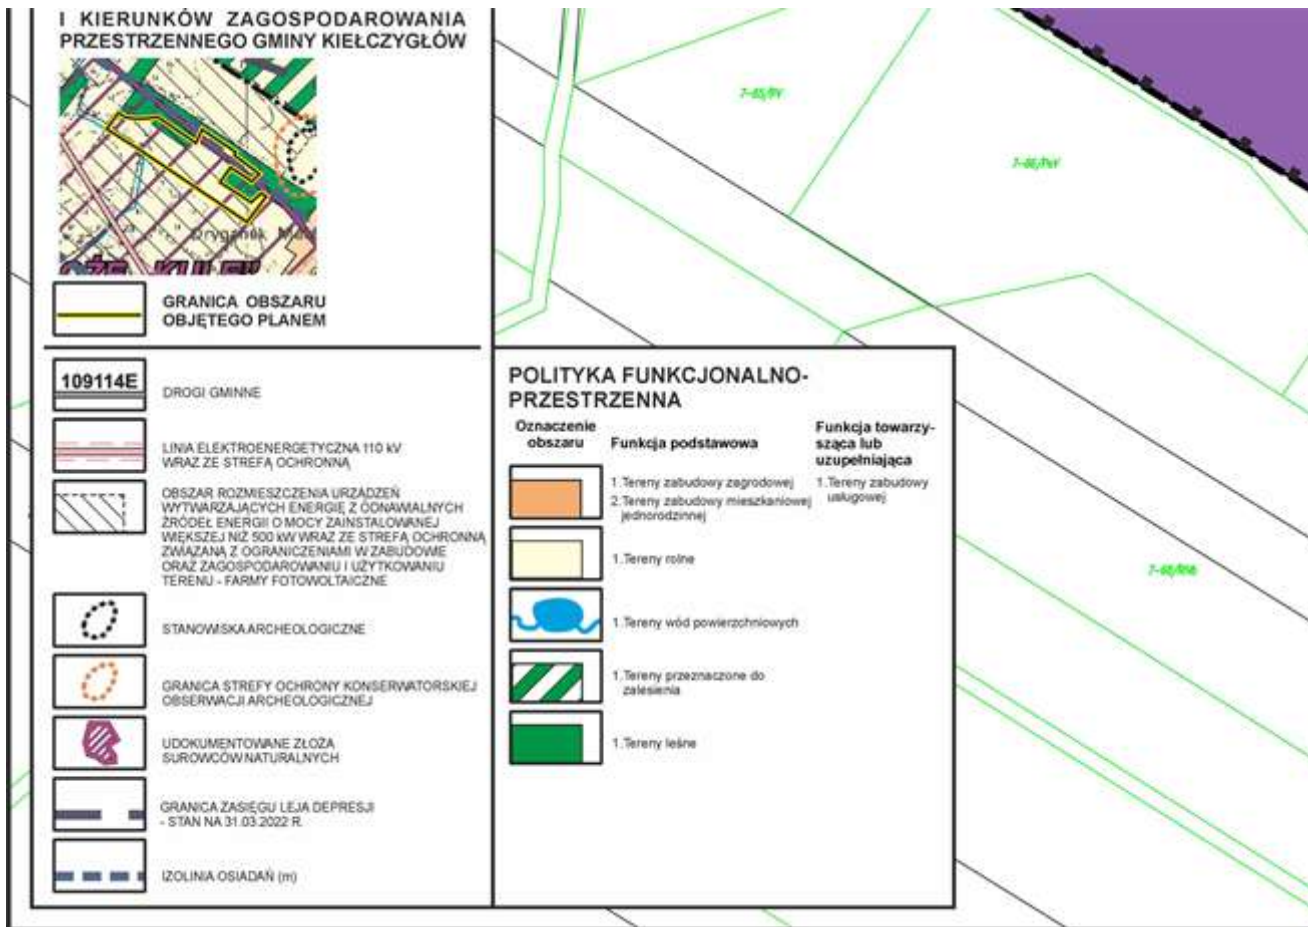 I KIERUNKÓW ZAGOSPODAROWANIA
PRZESTRZENNEGO GMINY KIEŁCZYGŁÓW
GRANICA OBSZARU
OBJĘTEGO PLANEM
109114E
DROGI GMINNE
LINIA ELEKTROENERGETYCZNA 110 kV
WRAZ ZE STREFĄ OCHRONNĄ
OBSZAR ROZMIESZCZENIA URZĄDZEŃ
WYTWARZAJĄCYCH ENERGIĘ Z ODNAWIALNYCH
ŹRÓDEŁ ENERGII O MOCY ZAINSTALOWANEJ
WIĘKSZEJ NIŻ 500 kW WRAZ ZE STREFĄ OCHRONNĄ
ZWIĄZANĄ Z OGRANICZENIAMI W ZABUDOWIE
ORAZ ZAGOSPODAROWANIU I UŻYTKOWANIU
TERENU - FARMY FOTOWOLTAICZNE
STANOWISKA ARCHEOLOGICZNE
GRANICA STREFY OCHRONY KONSERWATORSKIEJ
OBSERWACJI ARCHEOLOGICZNEJ
UDOKUMENTOWANE ZŁOŻA
SUROWCÓW NATURALNYCH
GRANICA ZASIĘGU LEJA DEPRESJI
- STAN NA 31.03.2022 R.
IZOLINIA OSIADAŃ (m)
POLITYKA FUNKCJONALNO-
PRZESTRZENNA
Oznaczenie
obszaru
Funkcja podstawowa
Funkcja towarzy-
sząca lub
uzupełniająca
1.Tereny zabudowy zagrodowej
2.Tereny zabudowy mieszkaniowej
jednorodzinnej
1.Tereny zabudowy
usługowej
1.Tereny rolne
1.Tereny wód powierzchniowych
1.Tereny przeznaczone do
zalesienia
1.Tereny leśne